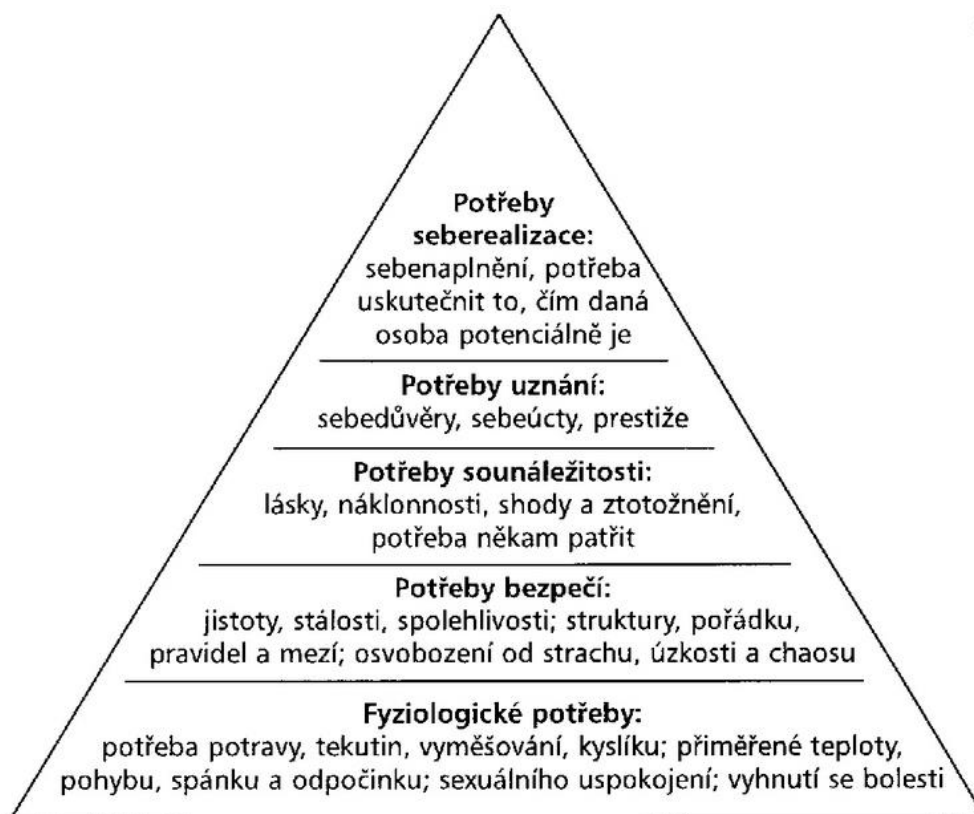 Potřeby
seberealizace:
sebenaplnění, potřeba
uskutečnit to, čím daná
osoba potenciálně je
Potřeby uznání:
sebedůvěry, sebeúcty, prestiže
Potřeby sounáležitosti:
lásky, náklonnosti, shody a ztotožnění,
potřeba někam patřit
Potřeby bezpečí:
jistoty, stálosti, spolehlivosti; struktury, pořádku,
pravidel a mezí; osvobození od strachu, úzkosti a chaosu
Fyziologické potřeby:
potřeba potravy, tekutin, vyměšování, kyslíku; přiměřené teploty,
pohybu, spánku a odpočinku; sexuálního uspokojení; vyhnutí se bolesti